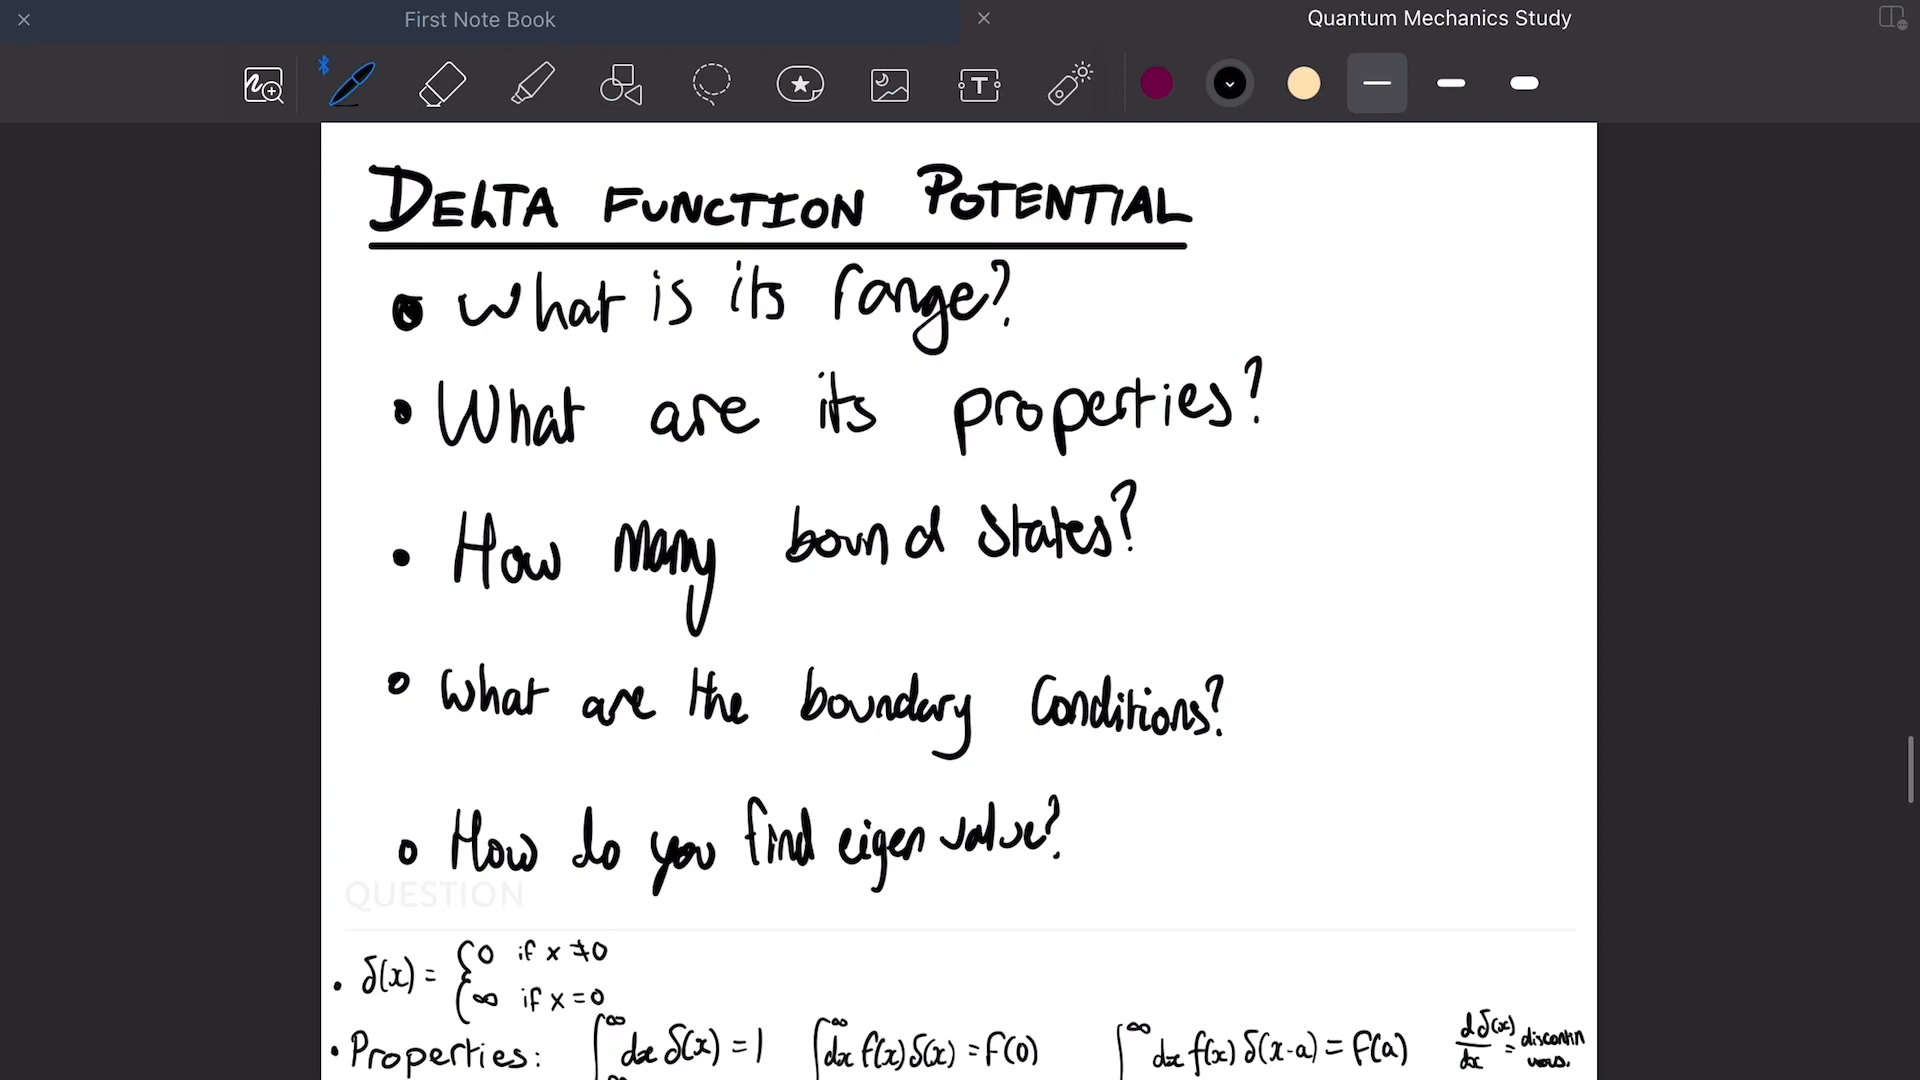 First Note Book
Quantum Mechanics Study
DELTA FUNCTION POTENTIAL
• What is its range?
• What are its properties?
• How many bound states?
• What are the boundary Conditions?
• How do you find eigen value?
QUESTION
• δ(x) = { 0 if x ≠ 0
∞ if x = 0
• Properties: ∫^∞_∞ dx δ(x) = 1 ∫^∞ dx f(x) δ(x) = f(0) ∫^∞ dx f(x) δ(x-a) = f(a) dδ(x)/dx = discontinuous.